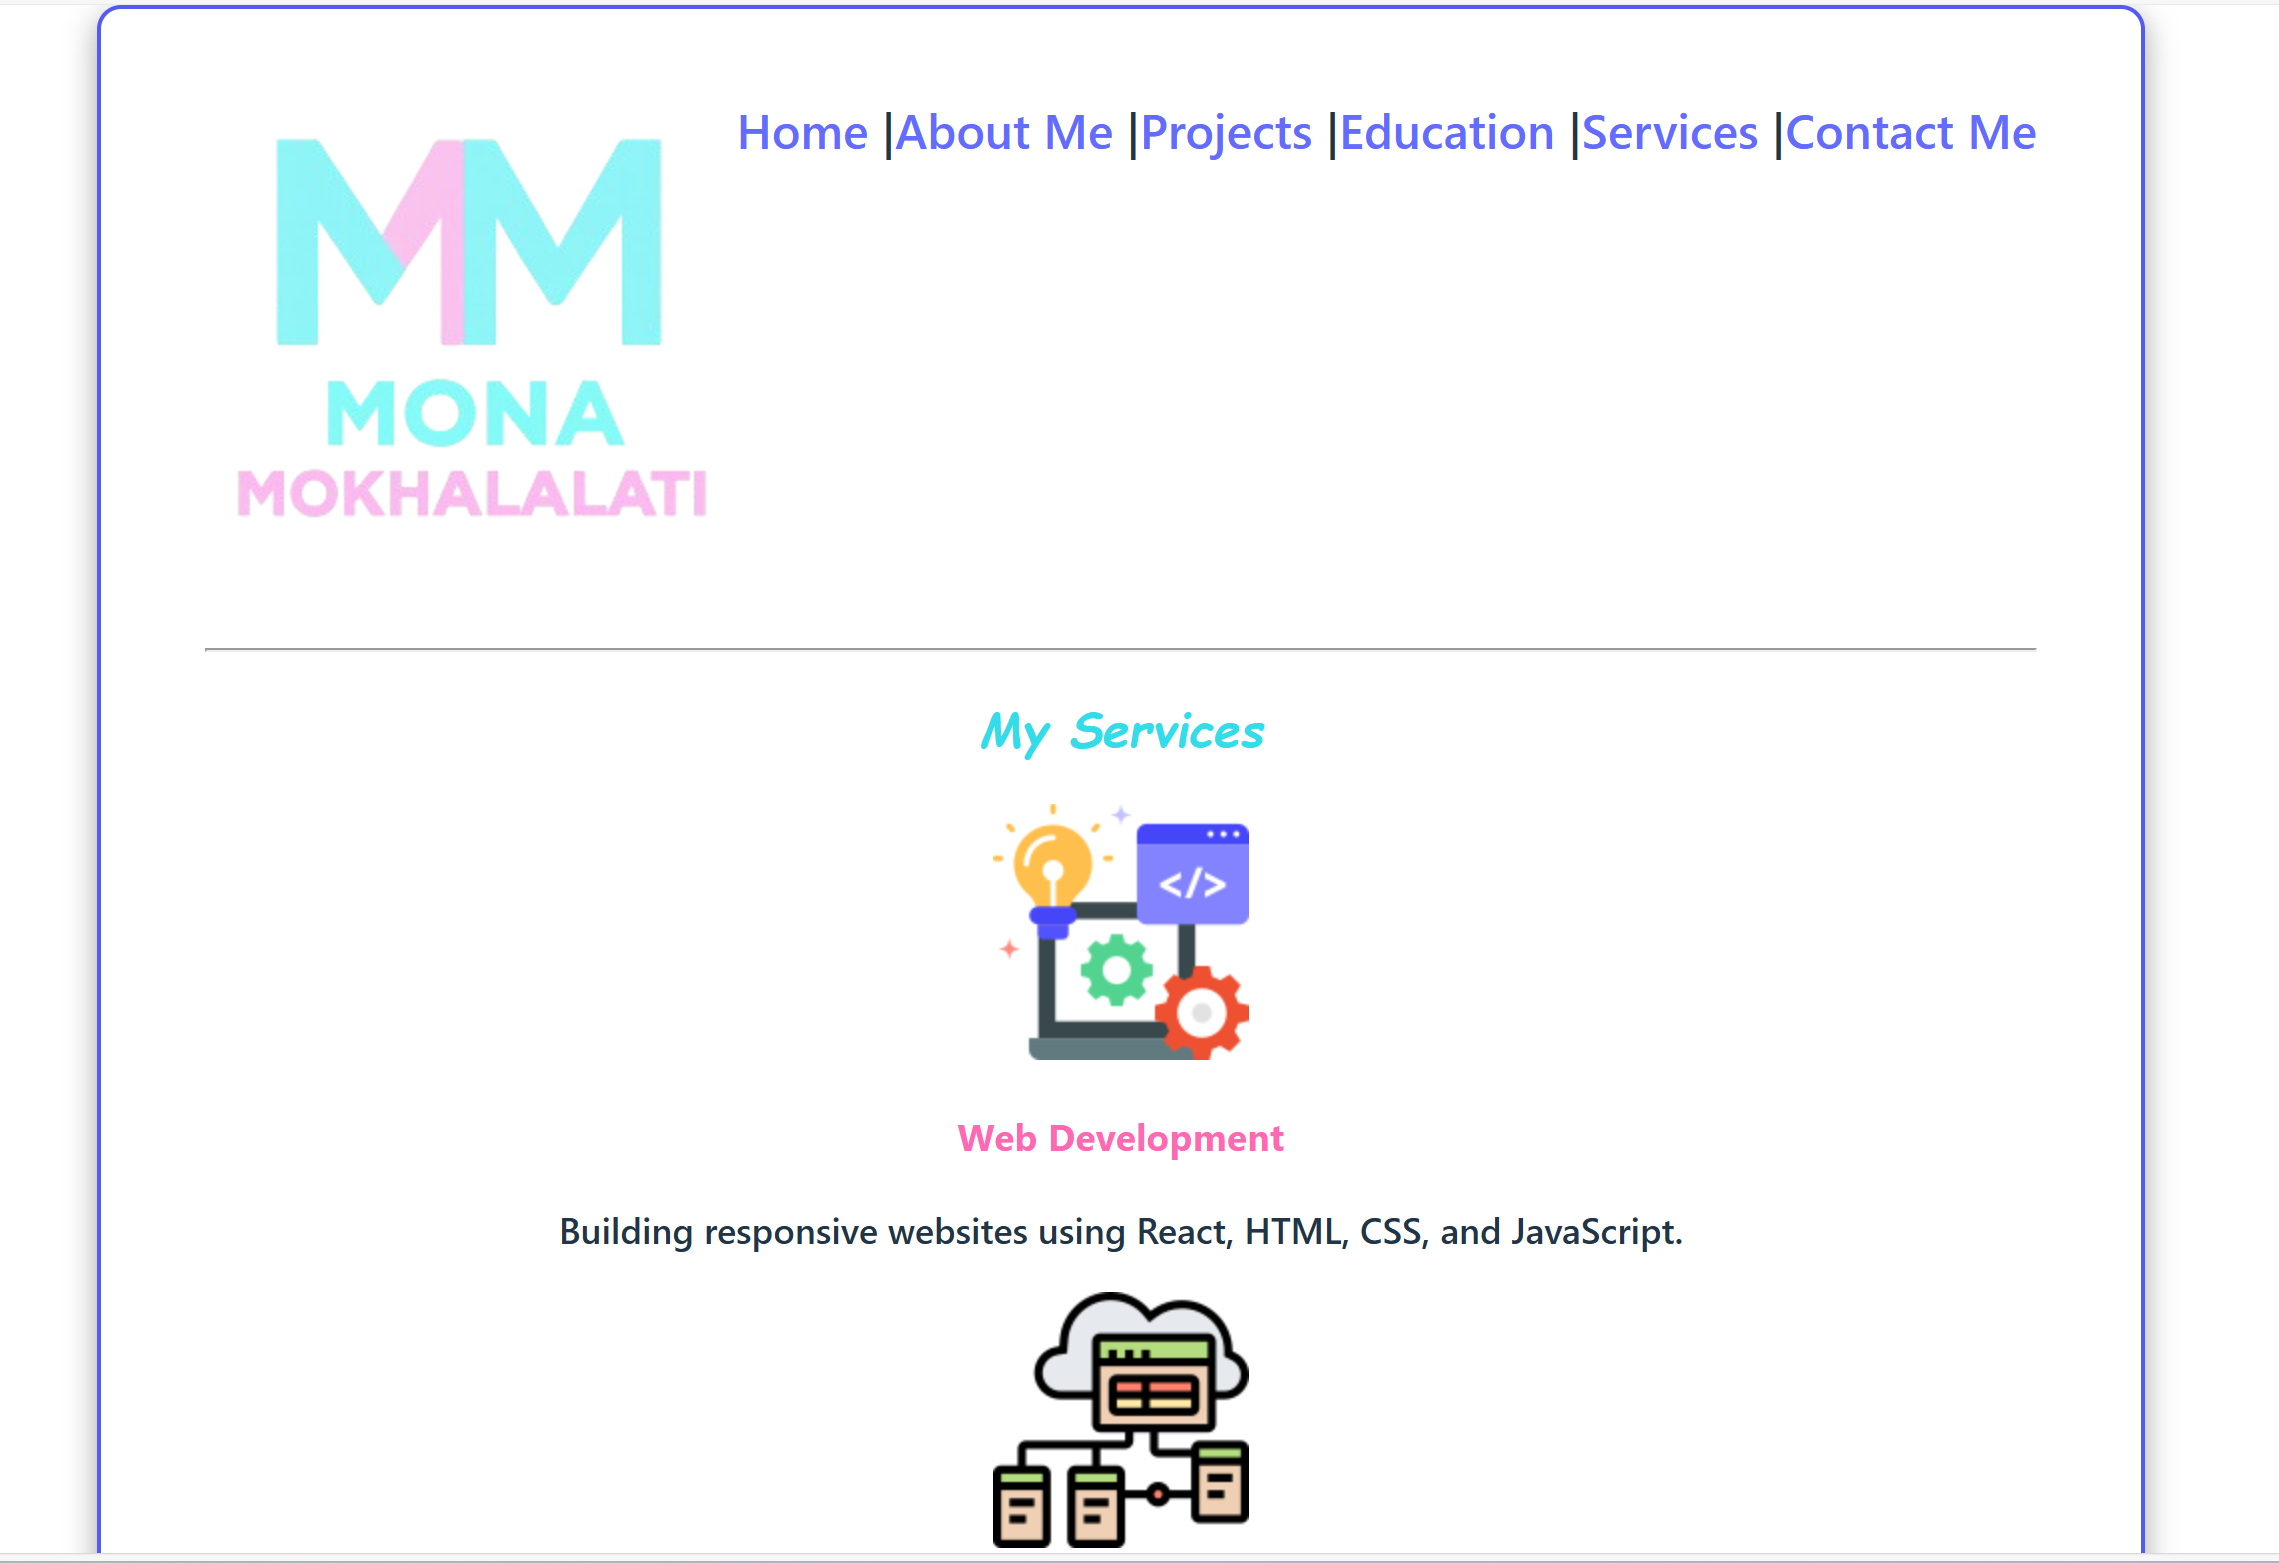 Home |About Me |Projects |Education |Services |Contact Me
MM
MONA
MOKHALALATI
My Services
</>
Web Development
Building responsive websites using React, HTML, CSS, and JavaScript.